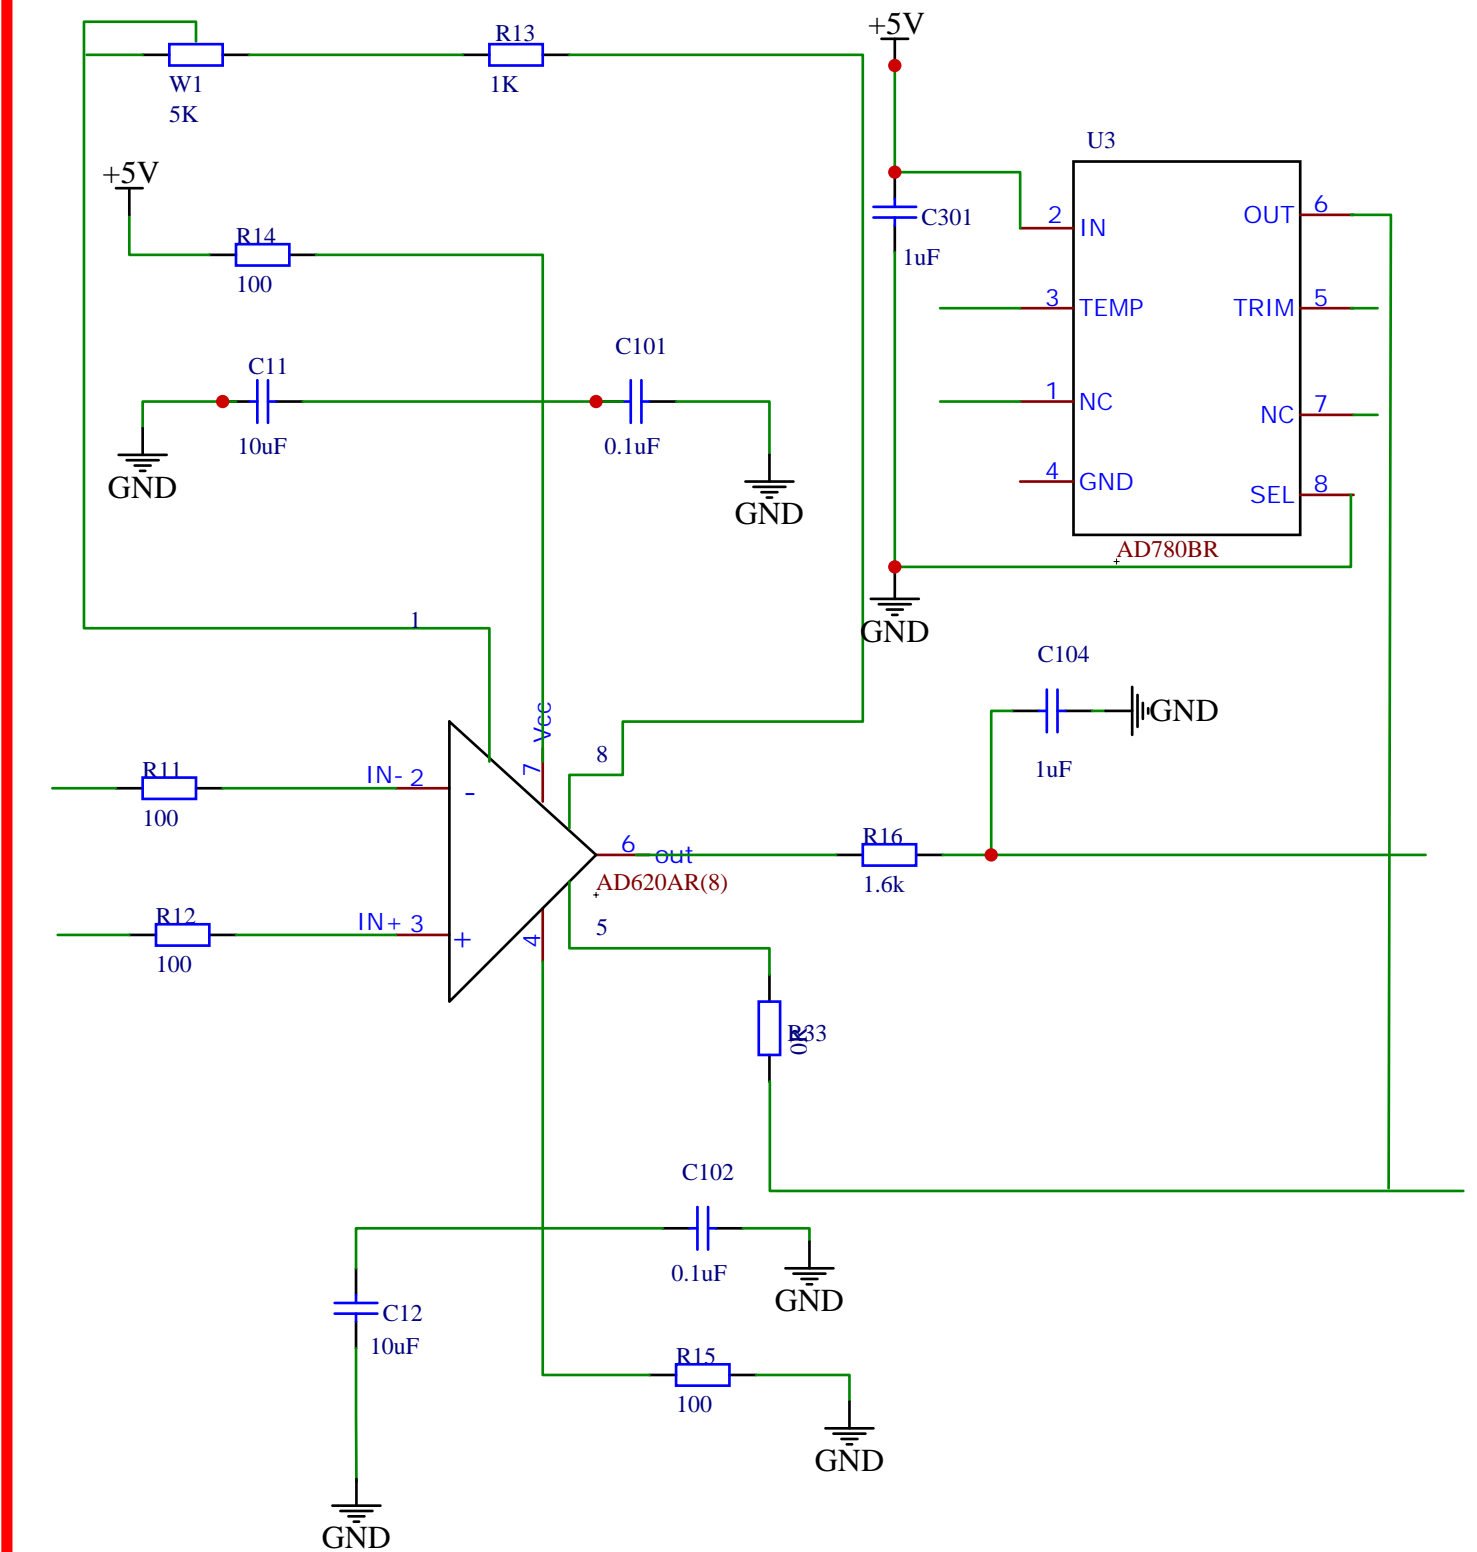 R13
+5V
W1
1K
5K
U3
+5V
OUT
6
2
IN
C301
R14
1uF
100
3
TEMP
TRIM
5
C101
C11
1
NC
NC
7
10uF
0.1uF
4
GND
SEL
8
GND
GND
AD780BR
1
GND
C104
Vcc
GND
8
7
R11
IN- 2
1uF
-
100
R16
6
out
AD620AR(8)
1.6k
R12
IN+ 3
5
+
4
100
R33
0R
C102
0.1uF
GND
C12
10uF
R15
100
GND
GND